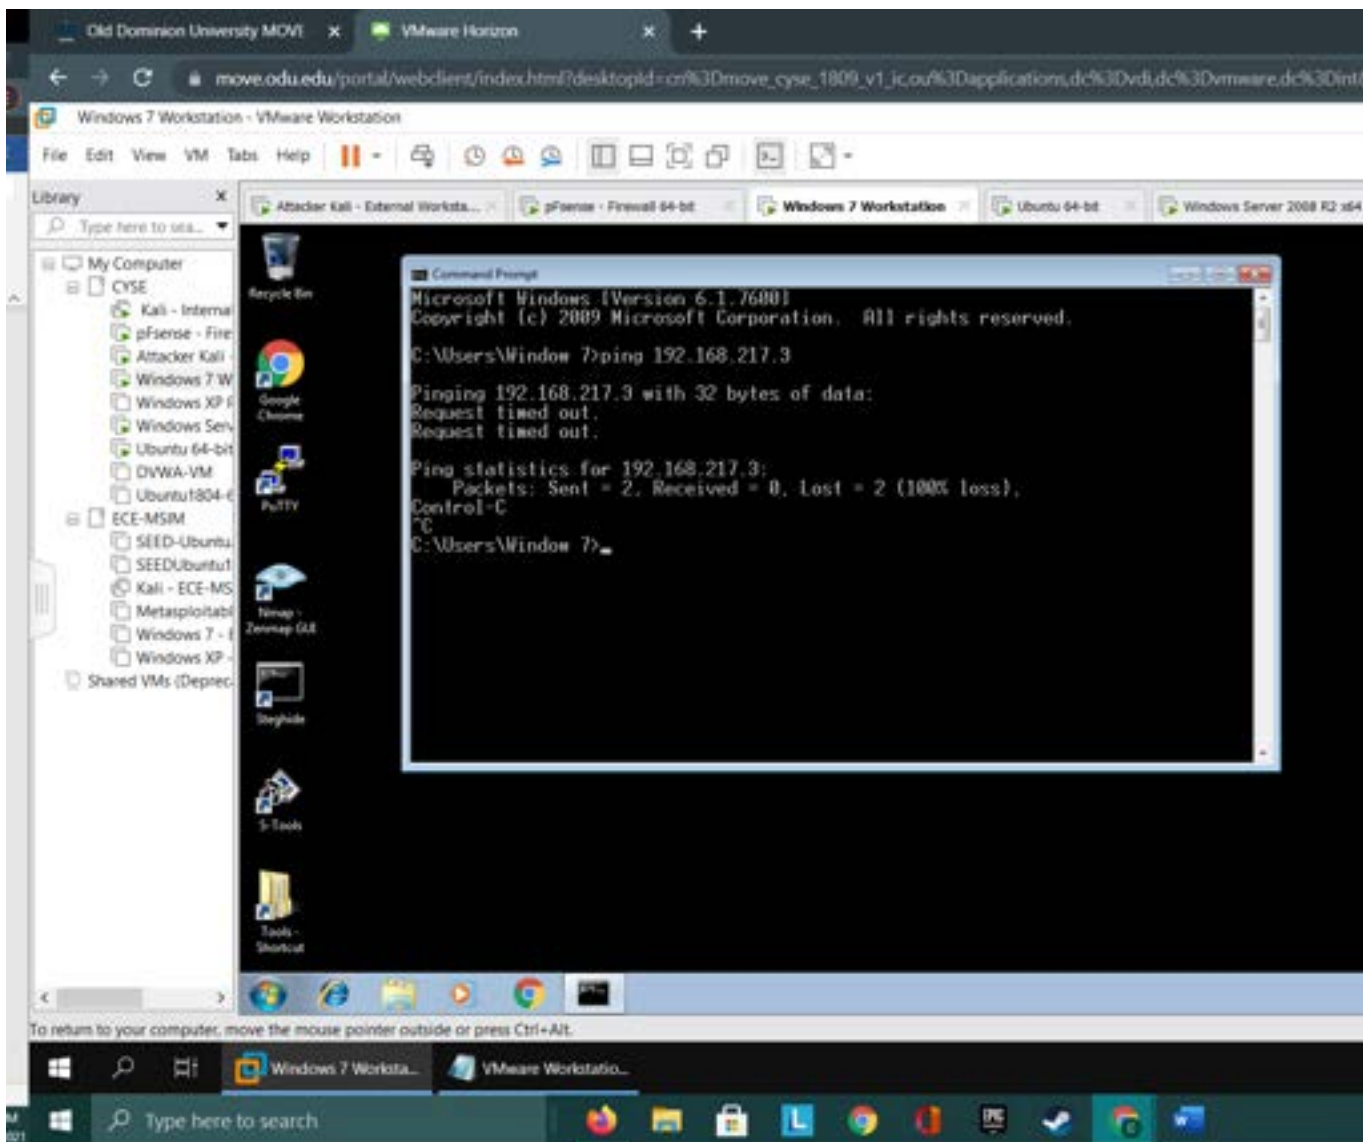 Old Dominion University MOVE
VMware Horizon
move.odu.edu/portal/webclient/index.html?desktopId=cn%3Dmove_cyse_1809_v1_ic,ou%3Dapplications,dc%3Dvdi,dc%3Dvmware,dc%3Dint
Windows 7 Workstation - VMware Workstation
File Edit View VM Tabs Help
Library
Type here to sea...
Attacker Kali - External Worksta...
pFsense - Firewall 64-bit
Windows 7 Workstation
Ubuntu 64-bit
Windows Server 2008 R2 x64
My Computer
CYSE
Kali - Interna
pFsense - Fire
Attacker Kali -
Windows 7 W
Windows XP
Windows Serv
Ubuntu 64-bit
DVWA-VM
Ubuntu1804-6
ECE-MSIM
SEED-Ubuntu
SEEDUbuntu1
Kali - ECE-MS
Metasploitabl
Windows 7 -
Windows XP -
Shared VMs (Deprec
Recycle Bin
Google Chrome
PuTTY
Nmap - Zenmap GUI
Steghide
S-Tools
Tools - Shortcut
Command Prompt
Microsoft Windows [Version 6.1.7600]
Copyright (c) 2009 Microsoft Corporation. All rights reserved.
C:\Users\Window 7>ping 192.168.217.3
Pinging 192.168.217.3 with 32 bytes of data:
Request timed out.
Request timed out.
Ping statistics for 192.168.217.3:
Packets: Sent = 2, Received = 0, Lost = 2 (100% loss),
Control-C
^C
C:\Users\Window 7>
To return to your computer, move the mouse pointer outside or press Ctrl+Alt.
Windows 7 Worksta...
VMware Workstatio...
Type here to search
EPIC